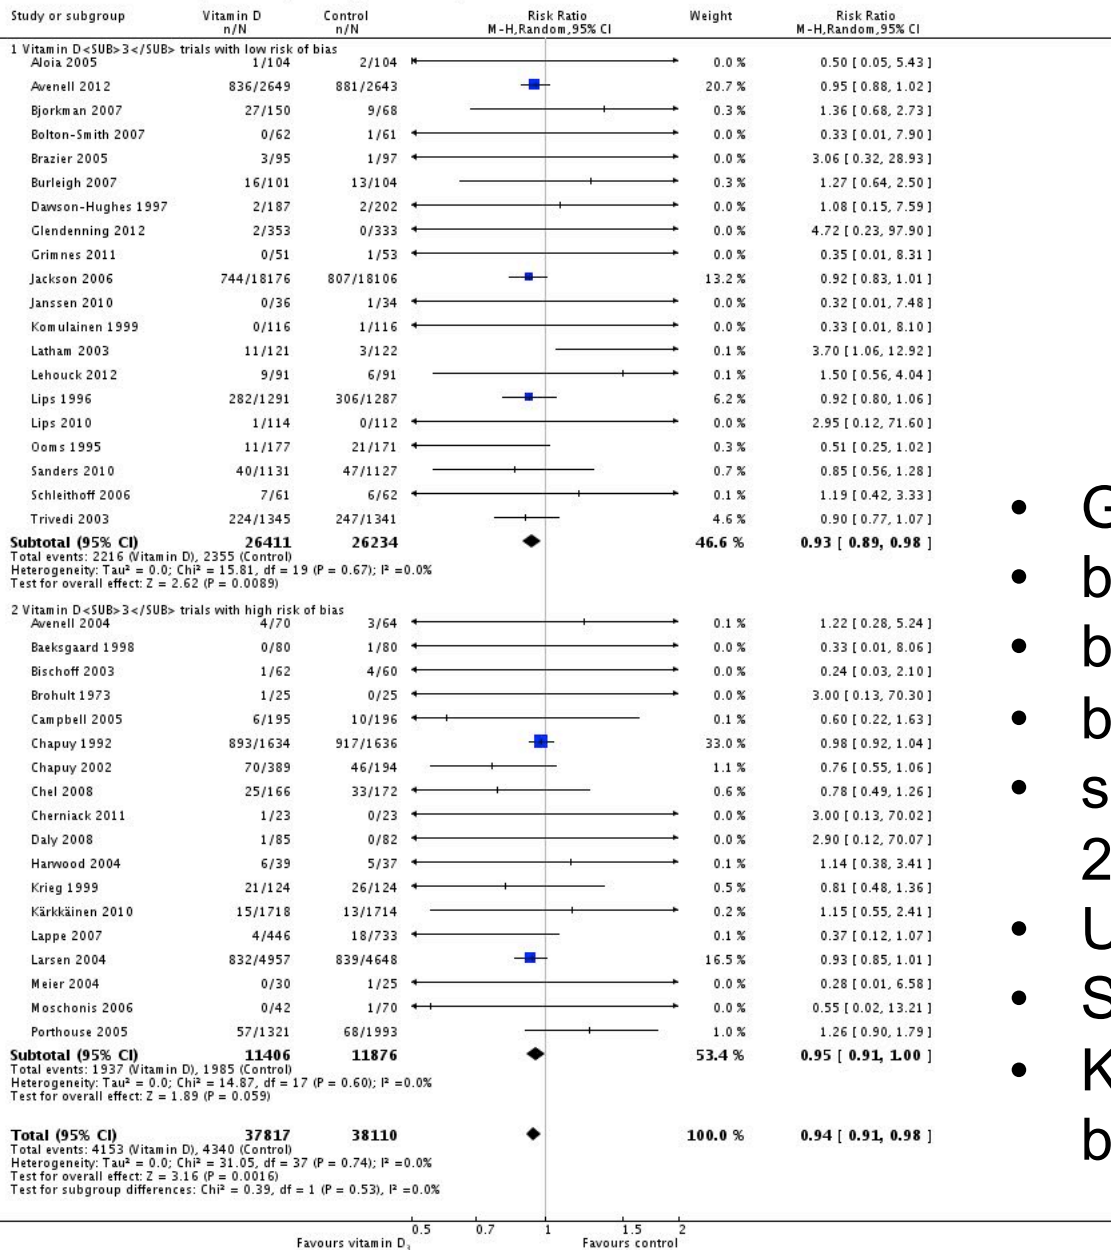 Study or subgroup Vitamin D Control Risk Ratio Weight Risk Ratio
n/N n/N M-H,Random,95% CI M-H,Random,95% CI
1 Vitamin D<SUB>3</SUB> trials with low risk of bias
Aloia 2005 1/104 2/104 0.0 % 0.50 [ 0.05, 5.43 ]
Avenell 2012 836/2649 881/2643 20.7 % 0.95 [ 0.88, 1.02 ]
Bjorkman 2007 27/150 9/68 0.3 % 1.36 [ 0.68, 2.73 ]
Bolton-Smith 2007 0/62 1/61 0.0 % 0.33 [ 0.01, 7.90 ]
Brazier 2005 3/95 1/97 0.0 % 3.06 [ 0.32, 28.93 ]
Burleigh 2007 16/101 13/104 0.3 % 1.27 [ 0.64, 2.50 ]
Dawson-Hughes 1997 2/187 2/202 0.0 % 1.08 [ 0.15, 7.59 ]
Glendenning 2012 2/353 0/333 0.0 % 4.72 [ 0.23, 97.90 ]
Grimnes 2011 0/51 1/53 0.0 % 0.35 [ 0.01, 8.31 ]
Jackson 2006 744/18176 807/18106 13.2 % 0.92 [ 0.83, 1.01 ]
Janssen 2010 0/36 1/34 0.0 % 0.32 [ 0.01, 7.48 ]
Komulainen 1999 0/116 1/116 0.0 % 0.33 [ 0.01, 8.10 ]
Latham 2003 11/121 3/122 0.1 % 3.70 [ 1.06, 12.92 ]
Lehouck 2012 9/91 6/91 0.1 % 1.50 [ 0.56, 4.04 ]
Lips 1996 282/1291 306/1287 6.2 % 0.92 [ 0.80, 1.06 ]
Lips 2010 1/114 0/112 0.0 % 2.95 [ 0.12, 71.60 ]
Ooms 1995 11/177 21/171 0.3 % 0.51 [ 0.25, 1.02 ]
Sanders 2010 40/1131 47/1127 0.7 % 0.85 [ 0.56, 1.28 ]
Schleithoff 2006 7/61 6/62 0.1 % 1.19 [ 0.42, 3.33 ]
Trivedi 2003 224/1345 247/1341 4.6 % 0.90 [ 0.77, 1.07 ]
Subtotal (95% CI) 26411 26234 46.6 % 0.93 [ 0.89, 0.98 ]
Total events: 2216 (Vitamin D), 2355 (Control)
Heterogeneity: Tau² = 0.0; Chi² = 15.81, df = 19 (P = 0.67); I² =0.0%
Test for overall effect: Z = 2.62 (P = 0.0089)
2 Vitamin D<SUB>3</SUB> trials with high risk of bias
Avenell 2004 4/70 3/64 0.1 % 1.22 [ 0.28, 5.24 ]
Baeksgaard 1998 0/80 1/80 0.0 % 0.33 [ 0.01, 8.06 ]
Bischoff 2003 1/62 4/60 0.0 % 0.24 [ 0.03, 2.10 ]
Brohult 1973 1/25 0/25 0.0 % 3.00 [ 0.13, 70.30 ]
Campbell 2005 6/195 10/196 0.1 % 0.60 [ 0.22, 1.63 ]
Chapuy 1992 893/1634 917/1636 33.0 % 0.98 [ 0.92, 1.04 ]
Chapuy 2002 70/389 46/194 1.1 % 0.76 [ 0.55, 1.06 ]
Chel 2008 25/166 33/172 0.6 % 0.78 [ 0.49, 1.26 ]
Cherniack 2011 1/23 0/23 0.0 % 3.00 [ 0.13, 70.02 ]
Daly 2008 1/85 0/82 0.0 % 2.90 [ 0.12, 70.07 ]
Harwood 2004 6/39 5/37 0.1 % 1.14 [ 0.38, 3.41 ]
Krieg 1999 21/124 26/124 0.5 % 0.81 [ 0.48, 1.36 ]
Kärkkäinen 2010 15/1718 13/1714 0.2 % 1.15 [ 0.55, 2.41 ]
Lappe 2007 4/446 18/733 0.1 % 0.37 [ 0.12, 1.07 ]
Larsen 2004 832/4957 839/4648 16.5 % 0.93 [ 0.85, 1.01 ]
Meier 2004 0/30 1/25 0.0 % 0.28 [ 0.01, 6.58 ]
Moschonis 2006 0/42 1/70 0.0 % 0.55 [ 0.02, 13.21 ]
Porthouse 2005 57/1321 68/1993 1.0 % 1.26 [ 0.90, 1.79 ]
Subtotal (95% CI) 11406 11876 53.4 % 0.95 [ 0.91, 1.00 ]
Total events: 1937 (Vitamin D), 1985 (Control)
Heterogeneity: Tau² = 0.0; Chi² = 14.87, df = 17 (P = 0.60); I² =0.0%
Test for overall effect: Z = 1.89 (P = 0.059)
Total (95% CI) 37817 38110 100.0 % 0.94 [ 0.91, 0.98 ]
Total events: 4153 (Vitamin D), 4340 (Control)
Heterogeneity: Tau² = 0.0; Chi² = 31.05, df = 37 (P = 0.74); I² =0.0%
Test for overall effect: Z = 3.16 (P = 0.0016)
Test for subgroup differences: Chi² = 0.39, df = 1 (P = 0.53), I² =0.0%
0.5 0.7 1 1.5 2
Favours vitamin D₃ Favours control
• G
• b
• b
• b
• s
2
• U
• S
• K
b